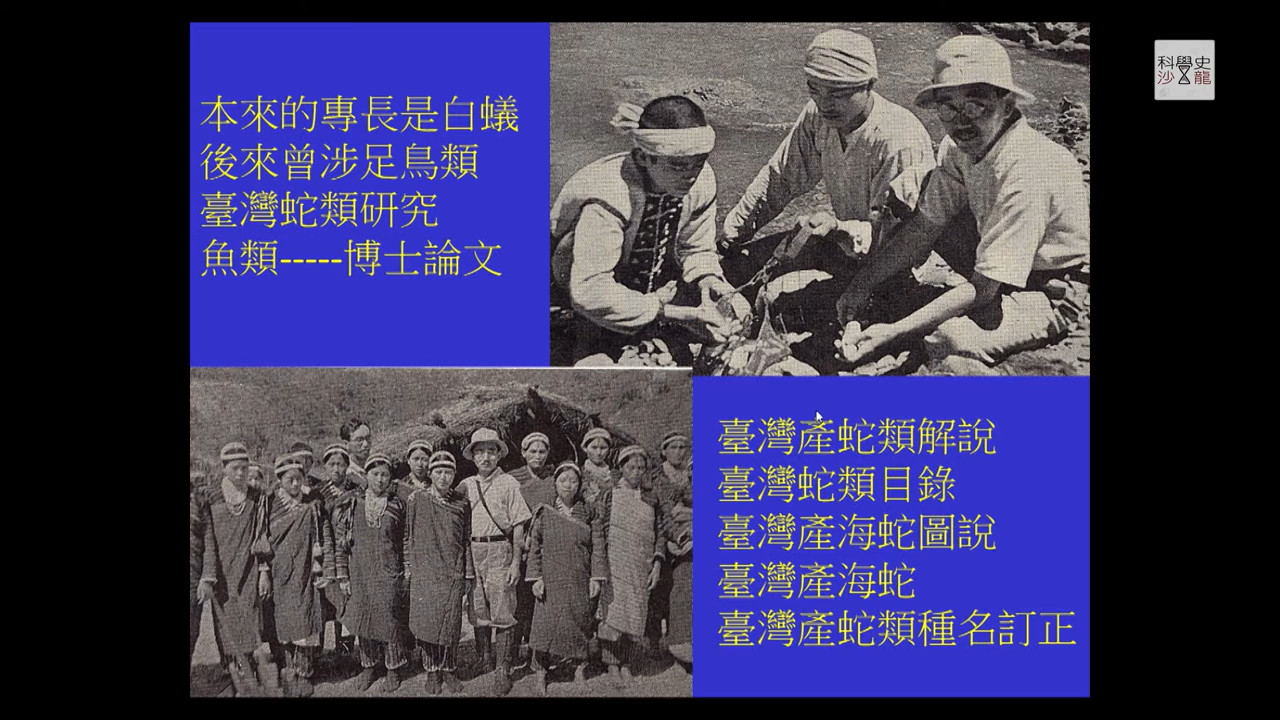 本來的專長是白蟻
後來曾涉足鳥類
臺灣蛇類研究
魚類-----博士論文
臺灣產蛇類解說
臺灣蛇類目錄
臺灣產海蛇圖說
臺灣產海蛇
臺灣產蛇類種名訂正
科學史
沙龍